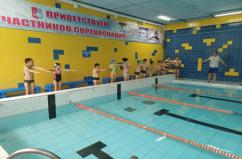 ПРИВЕТСТВУЕМ
УЧАСТНИКОВ СОРЕВНОВАНИЙ